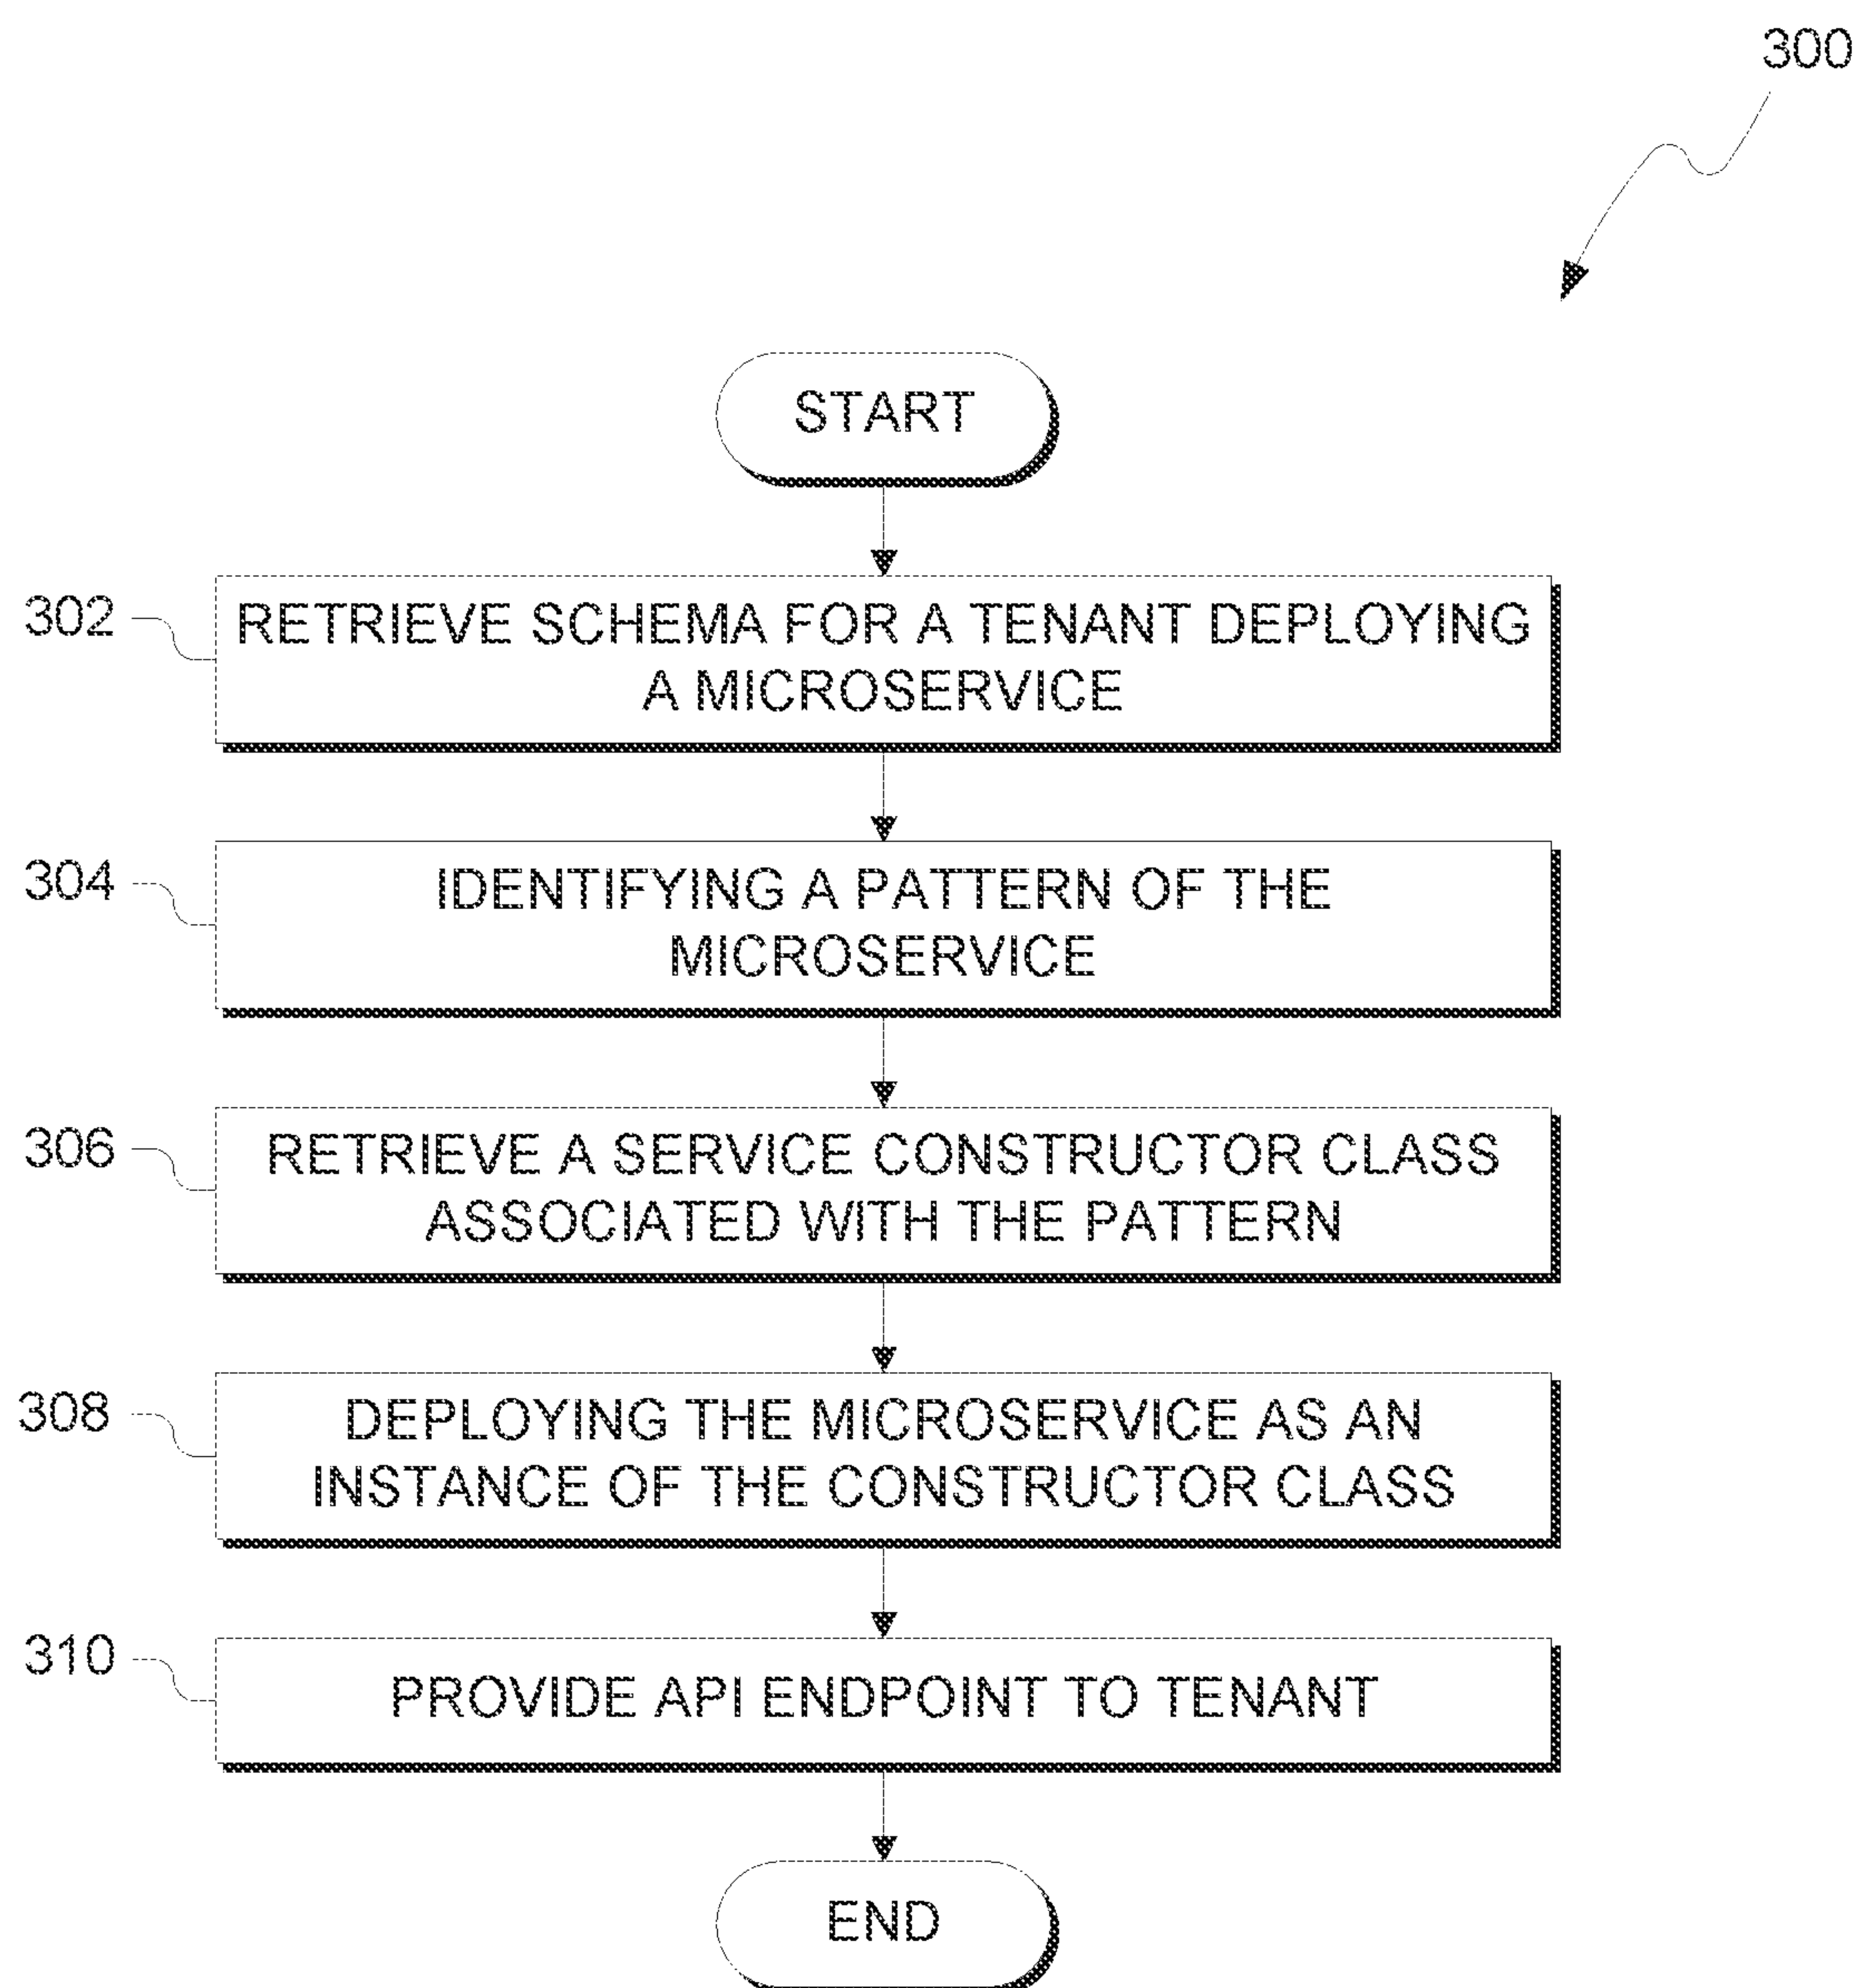 300
START
302
RETRIEVE SCHEMA FOR A TENANT DEPLOYING
A MICROSERVICE
304
IDENTIFYING A PATTERN OF THE
MICROSERVICE
306
RETRIEVE A SERVICE CONSTRUCTOR CLASS
ASSOCIATED WITH THE PATTERN
308
DEPLOYING THE MICROSERVICE AS AN
INSTANCE OF THE CONSTRUCTOR CLASS
310
PROVIDE API ENDPOINT TO TENANT
END